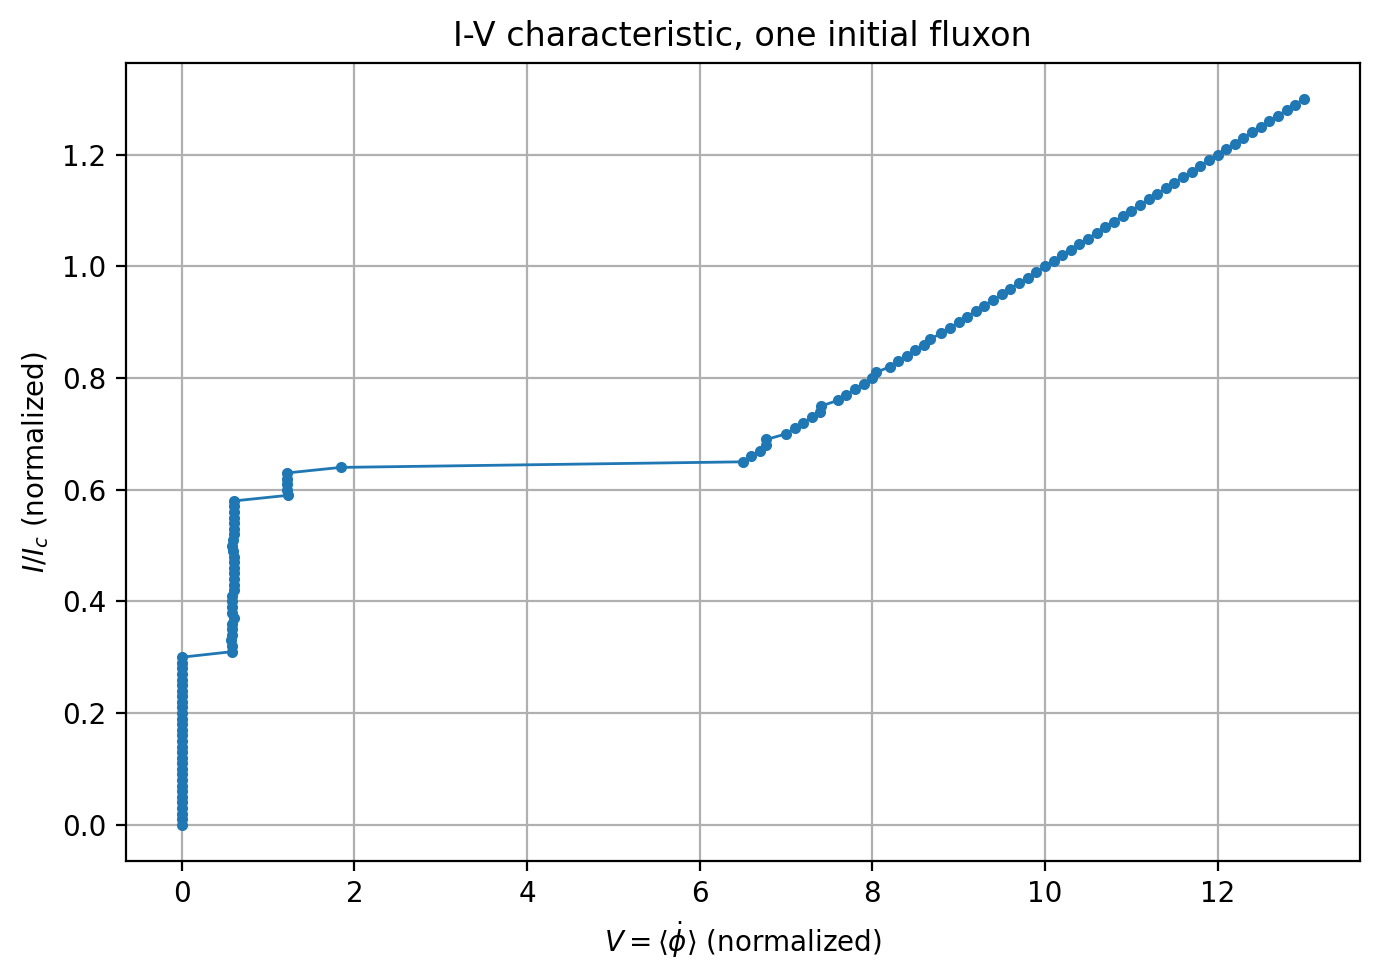 I-V characteristic, one initial fluxon
I/I_c (normalized)
1.2
1.0
0.8
0.6
0.4
0.2
0.0
0 2 4 6 8 10 12
V = ⟨ϕ̇⟩ (normalized)